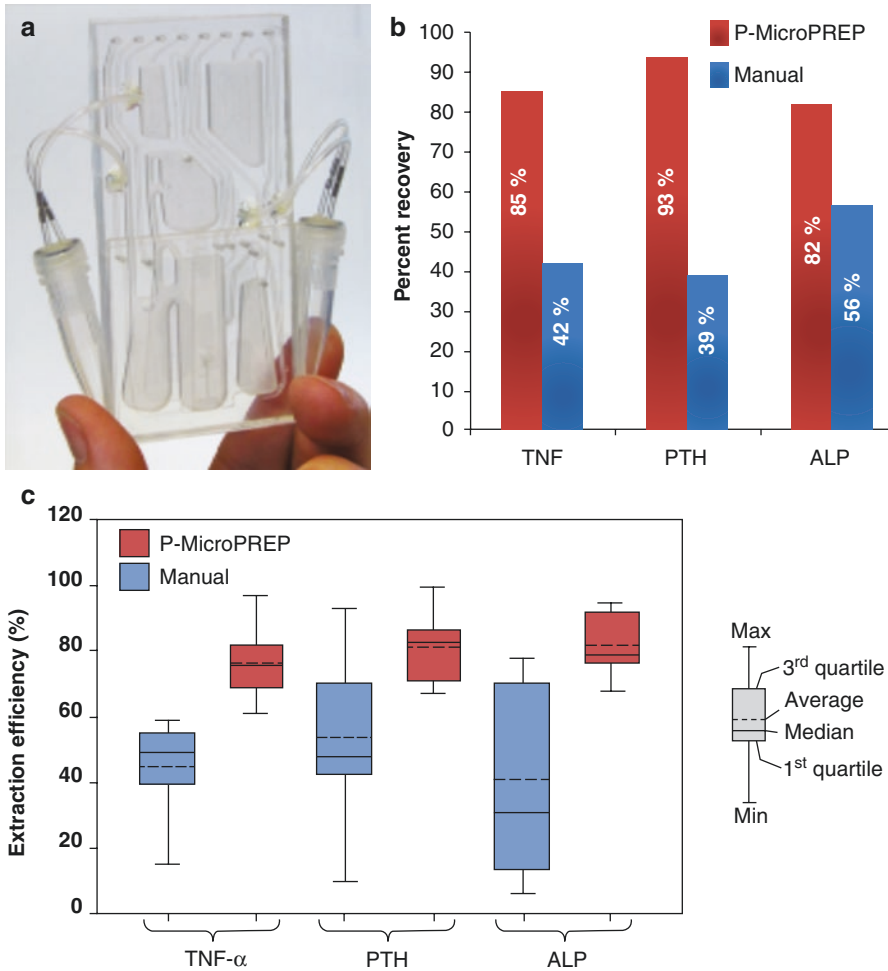 a
b
P-MicroPREP
Manual
Percent recovery
100
90
80
70
60
50
40
30
20
10
0
85 %
42 %
93 %
39 %
82 %
56 %
TNF
PTH
ALP
c
Extraction efficiency (%)
120
100
80
60
40
20
0
P-MicroPREP
Manual
TNF-α
PTH
ALP
Max
3rd quartile
Average
Median
1st quartile
Min